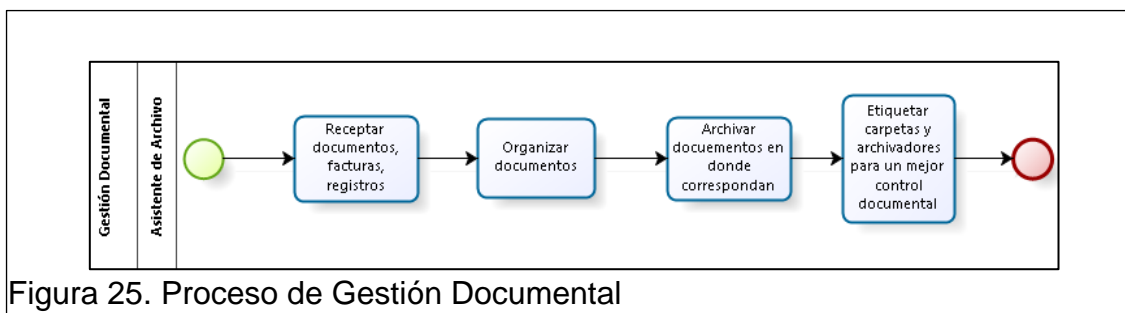 Gestión Documental
Asistente de Archivo
Receptar
documentos,
facturas,
registros
Organizar
documentos
Archivar
docuementos en
donde
correspondan
Etiquetar
carpetas y
archivadores
para un mejor
control
documental
Figura 25. Proceso de Gestión Documental